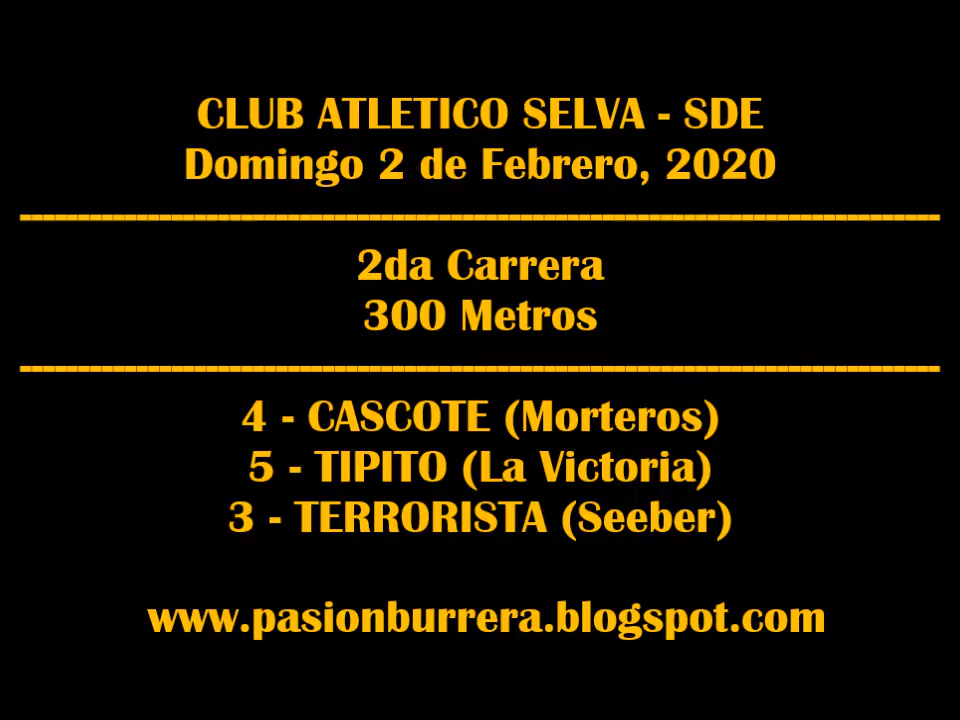 CLUB ATLETICO SELVA - SDE
Domingo 2 de Febrero, 2020
--------------------------------------------------------------------------------
2da Carrera
300 Metros
--------------------------------------------------------------------------------
4 - CASCOTE (Morteros)
5 - TIPITO (La Victoria)
3 - TERRORISTA (Seeber)
www.pasionburrera.blogspot.com